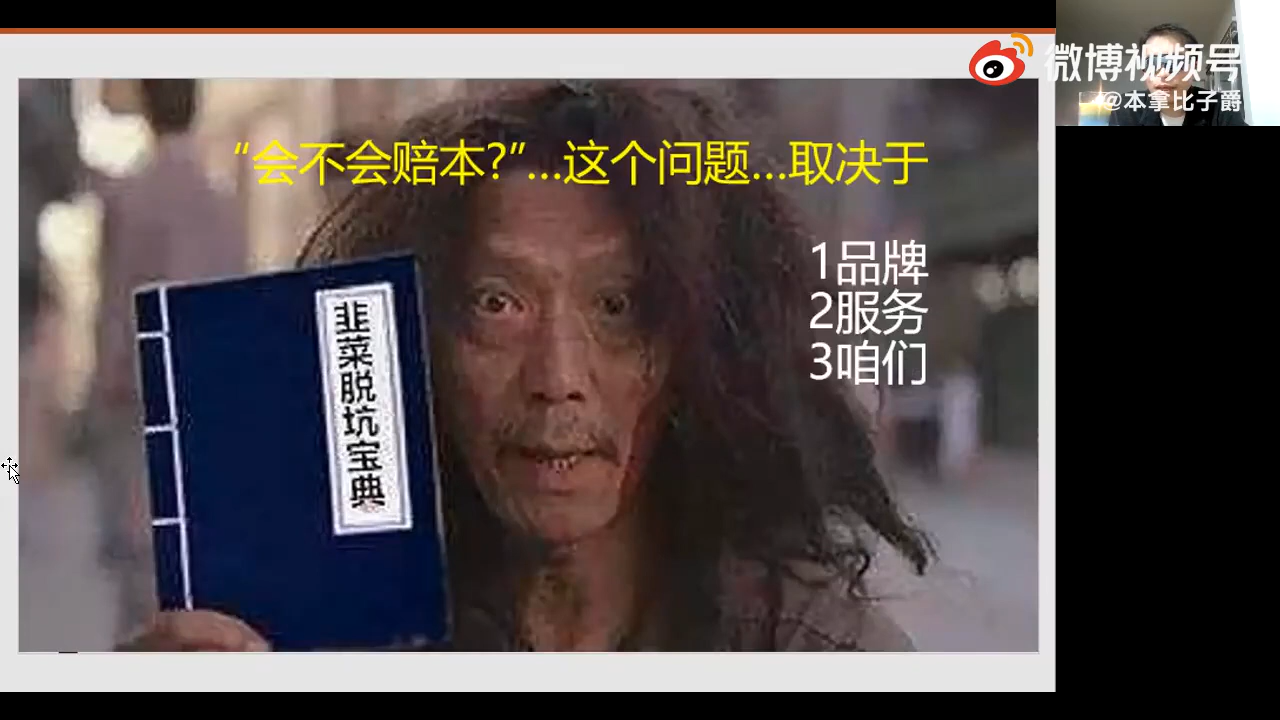 微博视频号
@本拿比子爵
“会不会赔本?”...这个问题...取决于
1品牌
2服务
3咱们
韭菜脱坑宝典